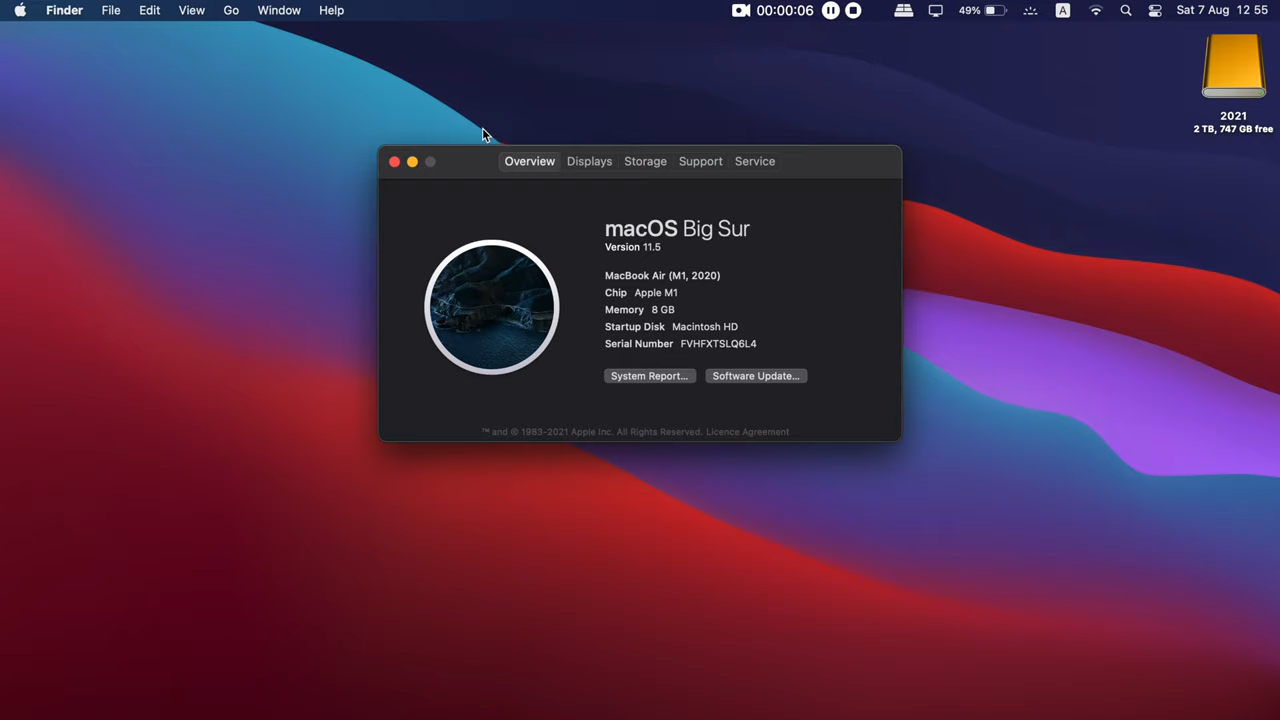 Finder File Edit View Go Window Help 00:00:06 49% A Sat 7 Aug 12 55
2021
2 TB, 747 GB free
Overview Displays Storage Support Service
macOS Big Sur
Version 11.5
MacBook Air (M1, 2020)
Chip Apple M1
Memory 8 GB
Startup Disk Macintosh HD
Serial Number FVHFXTSLQ6L4
System Report... Software Update...
™ and © 1983-2021 Apple Inc. All Rights Reserved. Licence Agreement